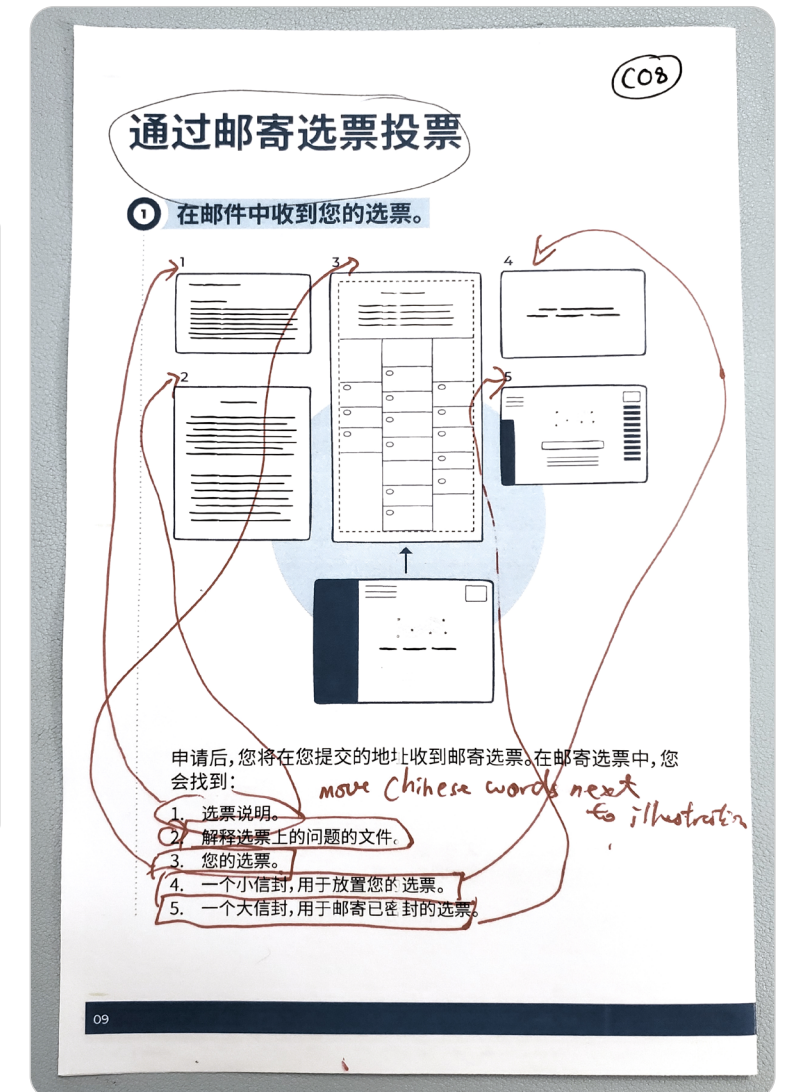 C08
通过邮寄选票投票
1 在邮件中收到您的选票。
1
3
4
2
5
申请后，您将在您提交的地址收到邮寄选票。在邮寄选票中，您
会找到：
move Chinese words next
to illustration
1. 选票说明。
2. 解释选票上的问题的文件。
3. 您的选票。
4. 一个小信封，用于放置您的选票。
5. 一个大信封，用于邮寄已密封的选票。
09